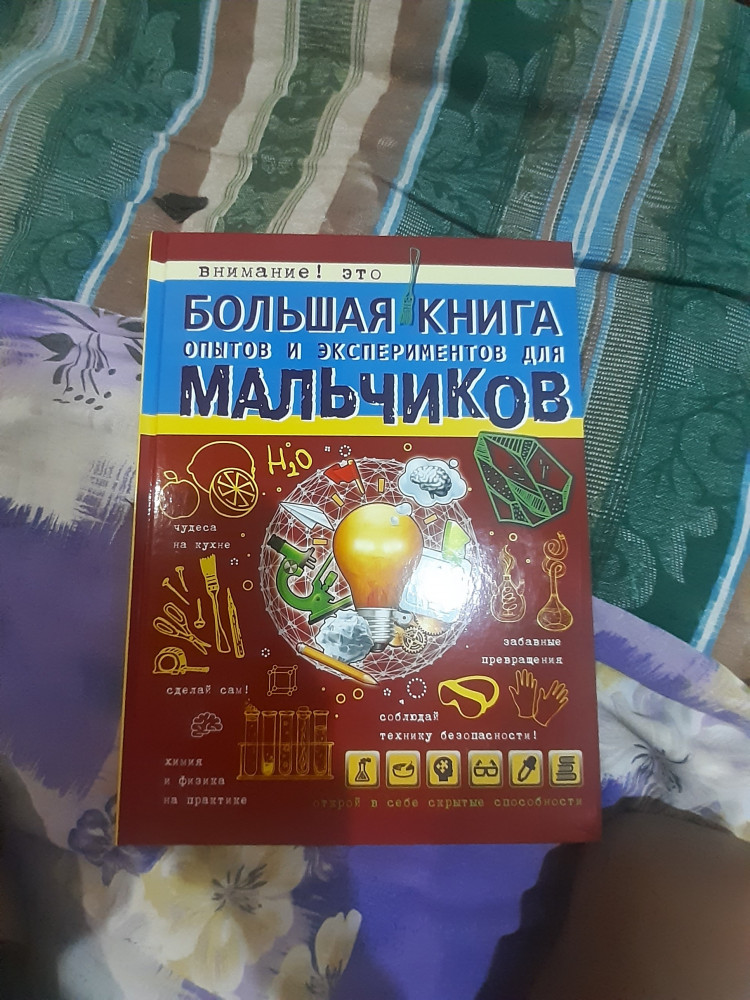 внимание! это
БОЛЬШАЯ КНИГА
ОПЫТОВ И ЭКСПЕРИМЕНТОВ ДЛЯ
МАЛЬЧИКОВ
H₂O
чудеса
на кухне
забавные
превращения
сделай сам!
соблюдай
технику безопасности!
химия
и физика
на практике
открой в себе скрытые способности